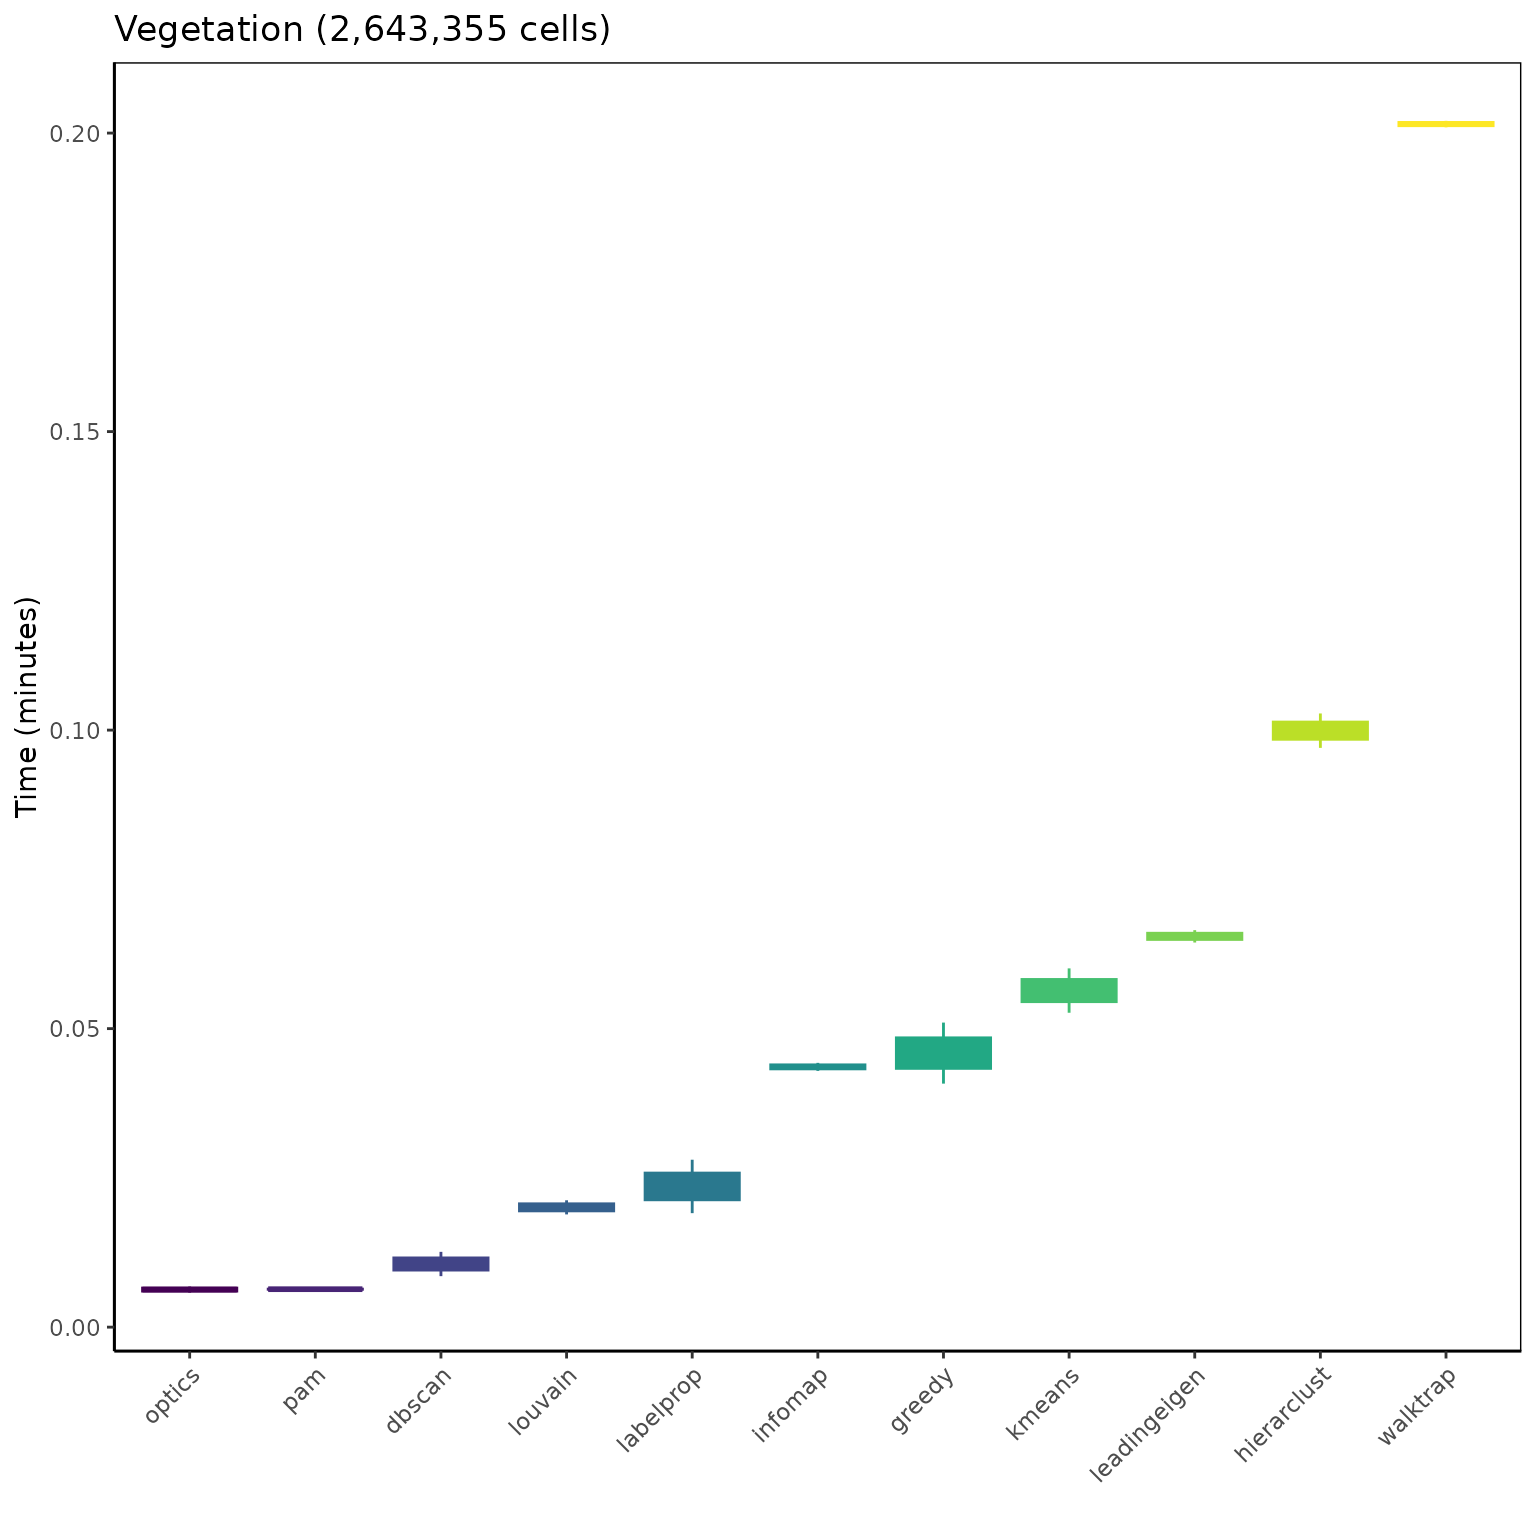 Vegetation (2,643,355 cells)
Time (minutes)
0.20
0.15
0.10
0.05
0.00
optics
pam
dbscan
louvain
labelprop
infomap
greedy
kmeans
leadingeigen
hierarclust
walktrap